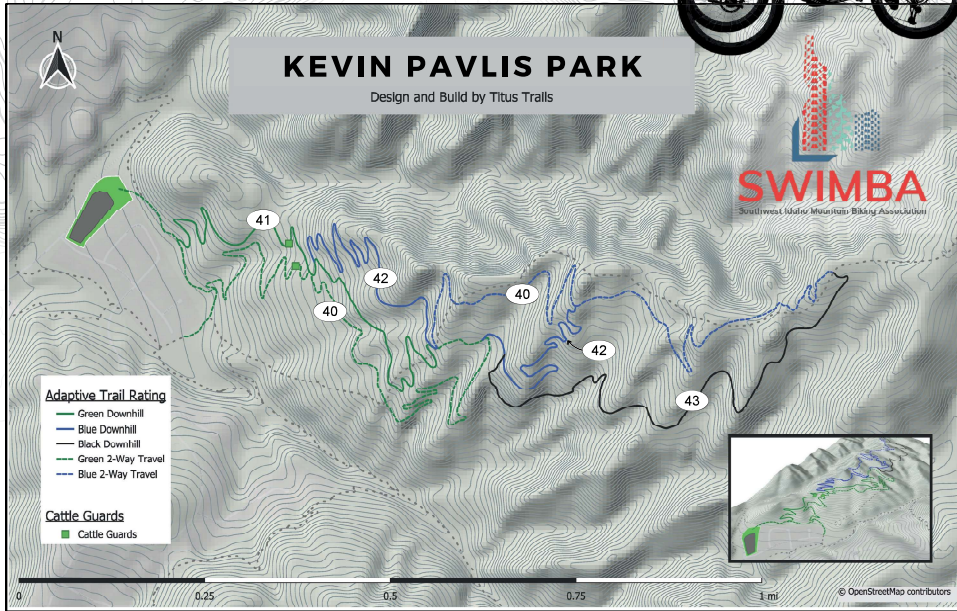 N
KEVIN PAVLIS PARK
Design and Build by Titus Trails
SWIMBA
Southwest Idaho Mountain Biking Association
41
42
40
40
42
43
Adaptive Trail Rating
Green Downhill
Blue Downhill
Black Downhill
Green 2-Way Travel
Blue 2-Way Travel
Cattle Guards
Cattle Guards
0
0.25
0.5
0.75
1 mi
© OpenStreetMap contributors